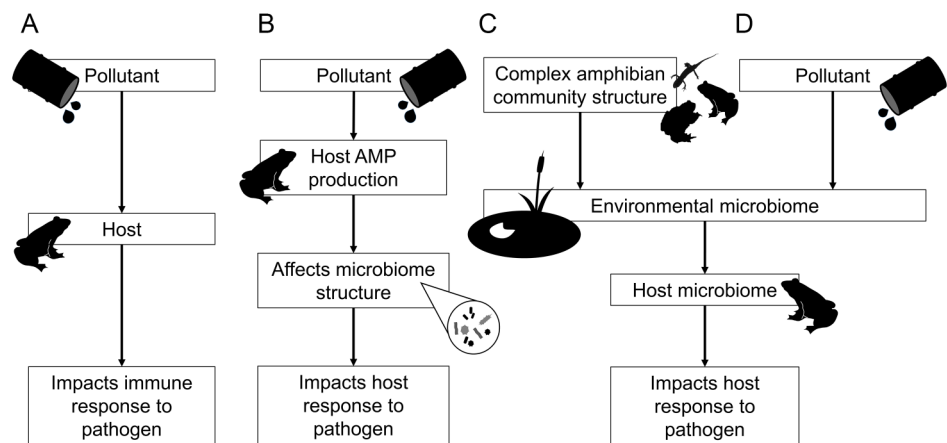 A
B
C
D
Pollutant
Host
Impacts immune
response to
pathogen
Pollutant
Host AMP
production
Affects microbiome
structure
Impacts host
response to
pathogen
Complex amphibian
community structure
Pollutant
Environmental microbiome
Host microbiome
Impacts host
response to
pathogen